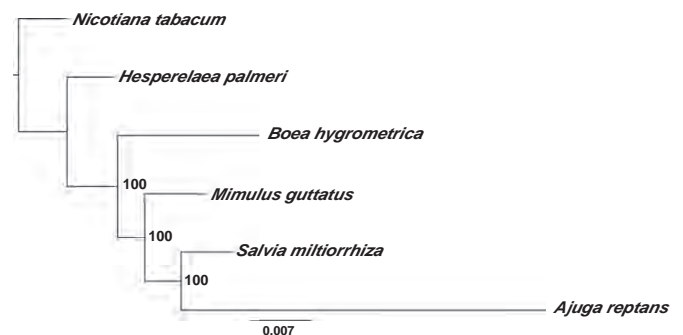 Nicotiana tabacum
Hesperelaea palmeri
Boea hygrometrica
100
Mimulus guttatus
100
Salvia miltiorrhiza
100
Ajuga reptans
0.007